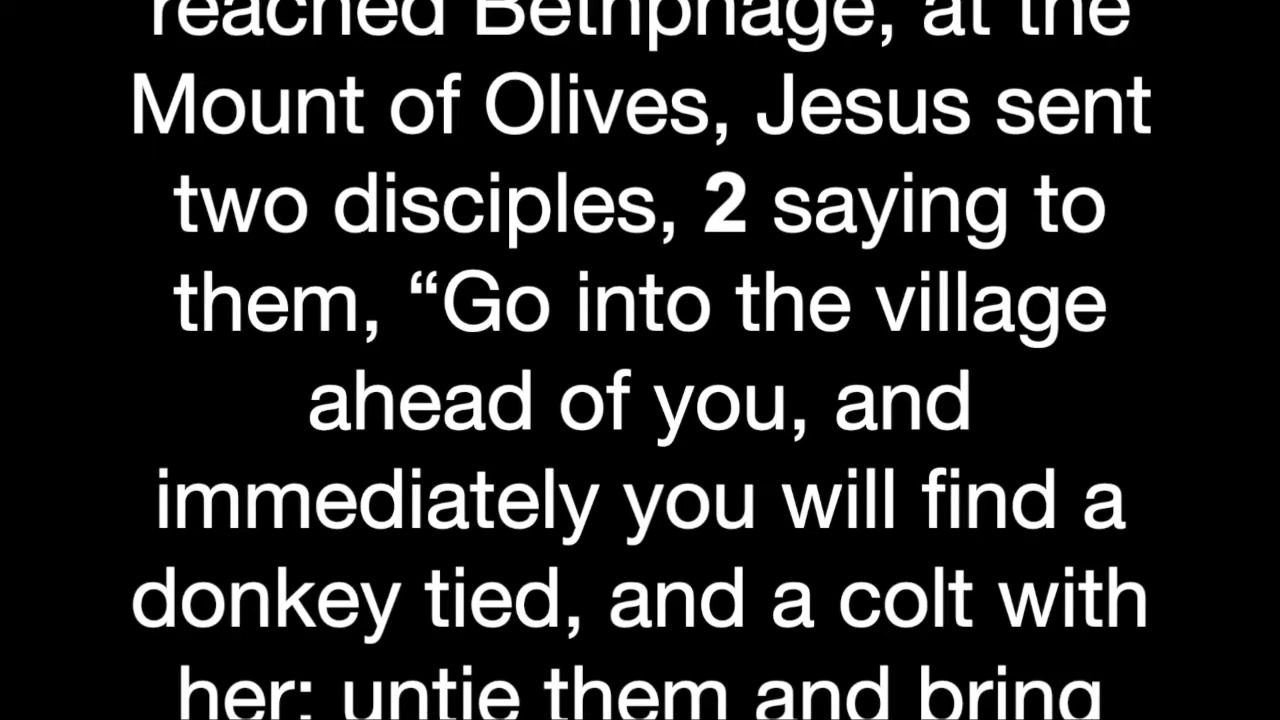 reached Bethphage, at the
Mount of Olives, Jesus sent
two disciples, 2 saying to
them, “Go into the village
ahead of you, and
immediately you will find a
donkey tied, and a colt with
her; untie them and bring